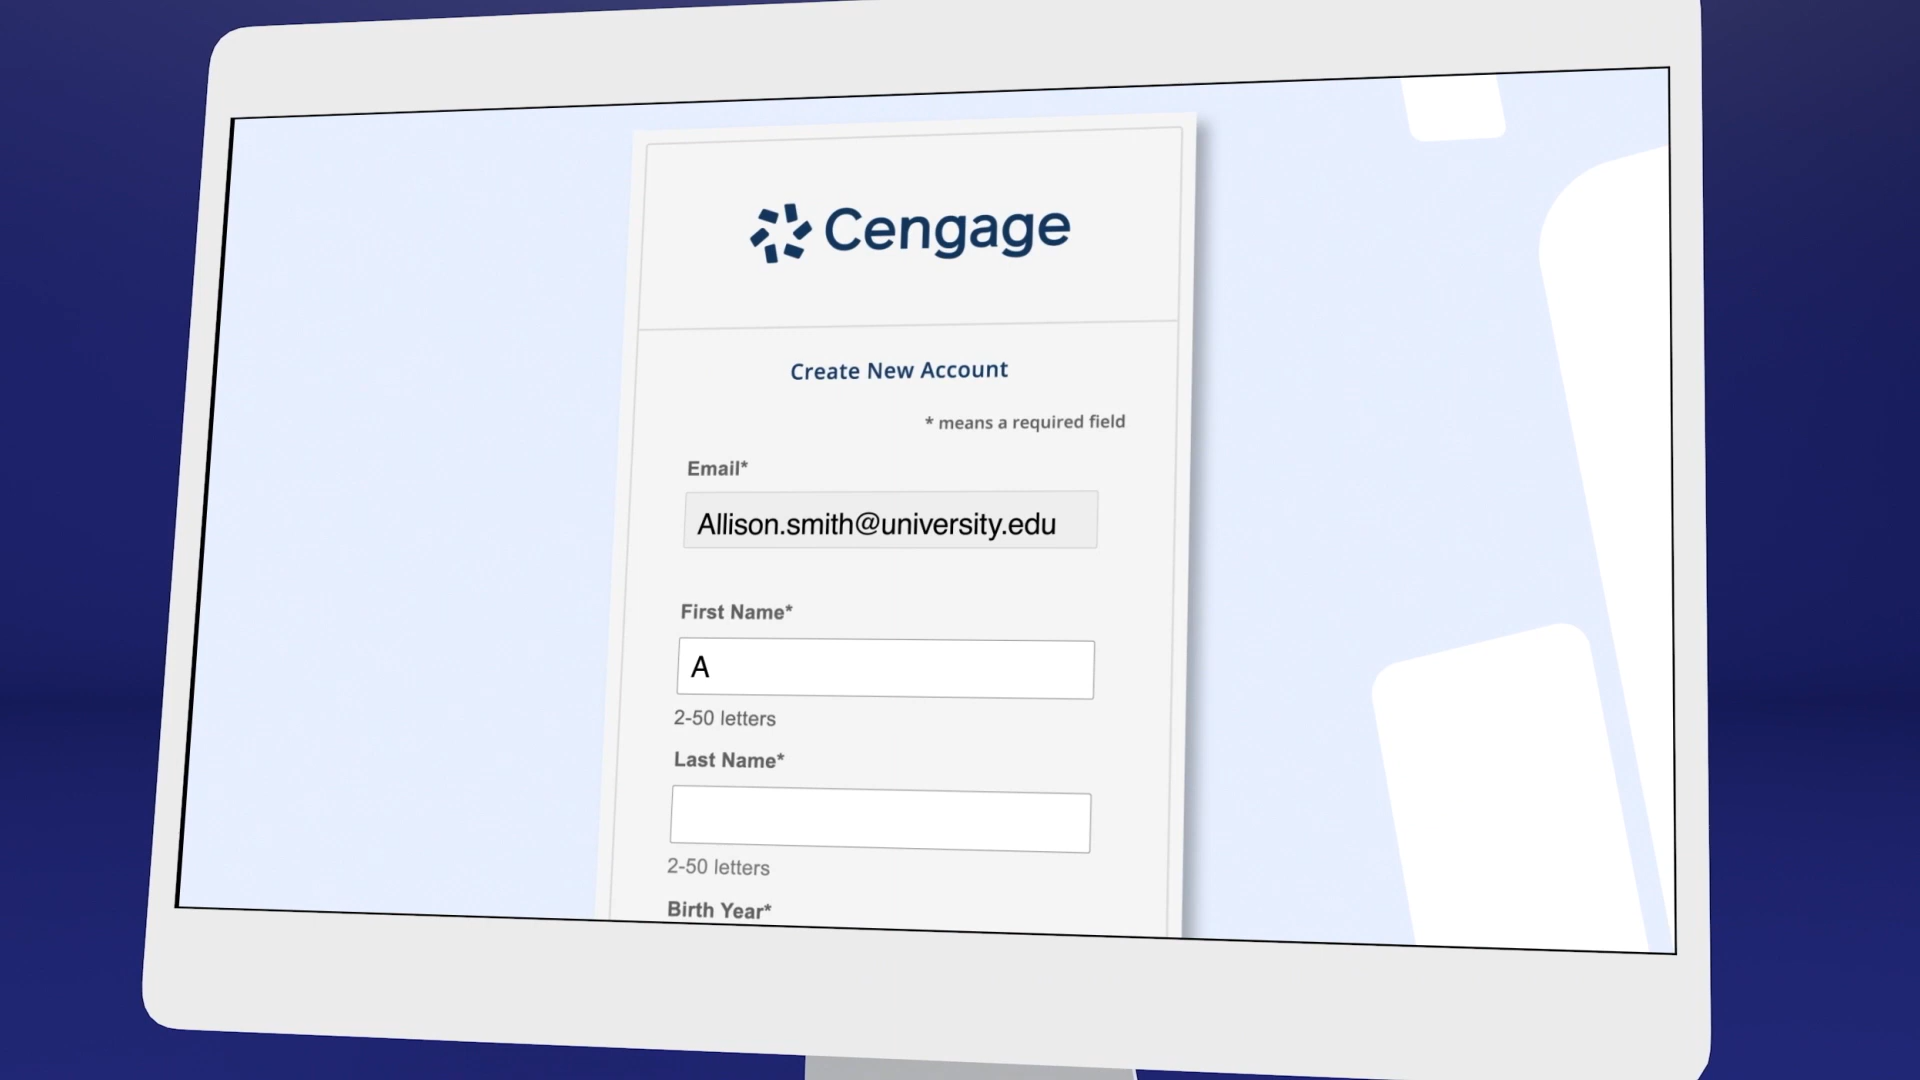 Cengage
Create New Account
* means a required field
Email*
Allison.smith@university.edu
First Name*
A
2-50 letters
Last Name*
2-50 letters
Birth Year*